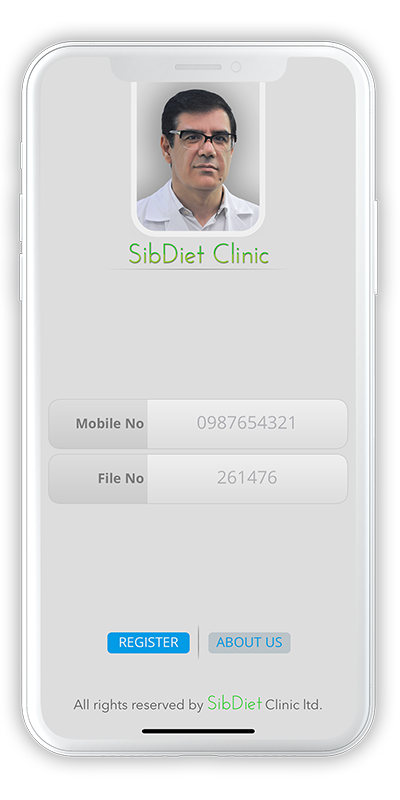 SibDiet Clinic
Mobile No 0987654321
File No 261476
REGISTER ABOUT US
All rights reserved by SibDiet Clinic ltd.